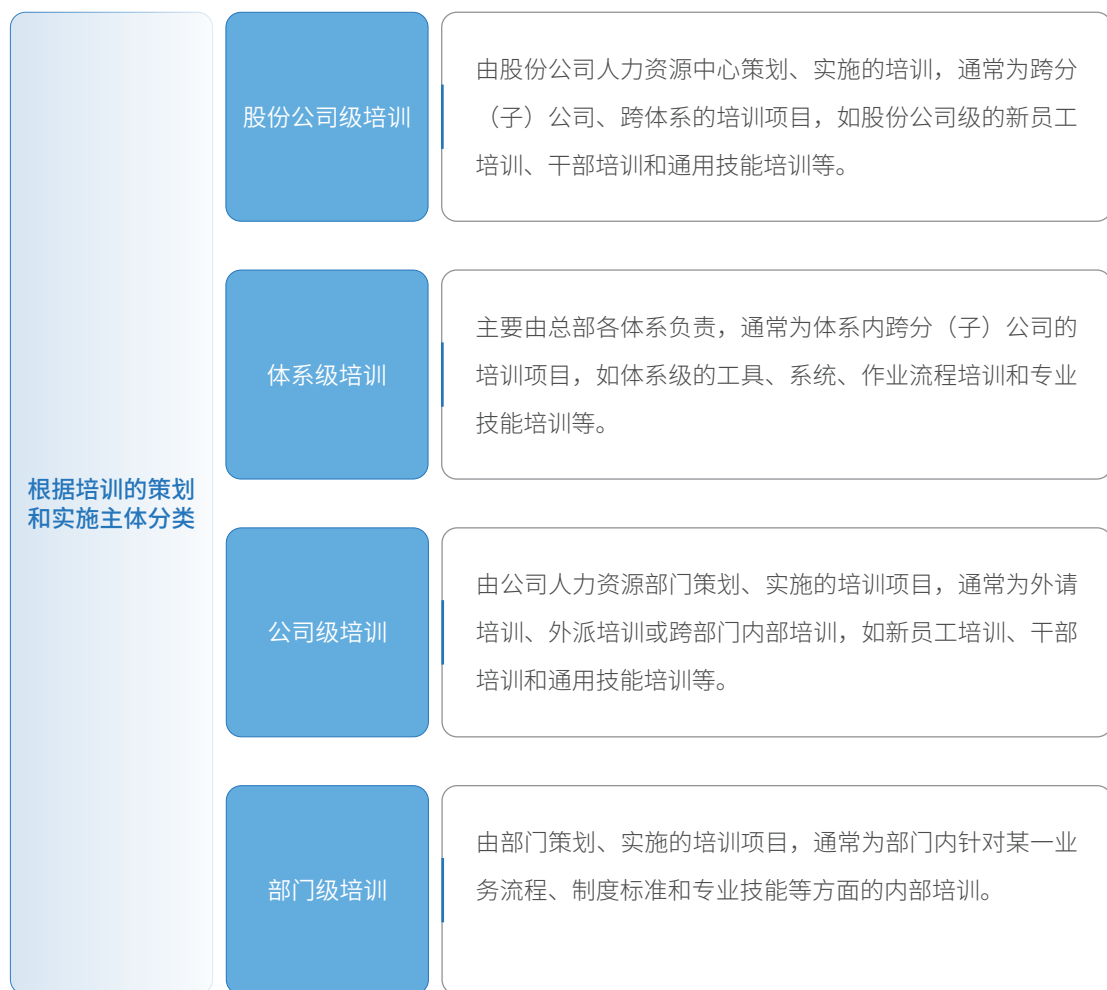 根据培训的策划
和实施主体分类
股份公司级培训
由股份公司人力资源中心策划、实施的培训，通常为跨分
（子）公司、跨体系的培训项目，如股份公司级的新员工
培训、干部培训和通用技能培训等。
体系级培训
主要由总部各体系负责，通常为体系内跨分（子）公司的
培训项目，如体系级的工具、系统、作业流程培训和专业
技能培训等。
公司级培训
由公司人力资源部门策划、实施的培训项目，通常为外请
培训、外派培训或跨部门内部培训，如新员工培训、干部
培训和通用技能培训等。
部门级培训
由部门策划、实施的培训项目，通常为部门内针对某一业
务流程、制度标准和专业技能等方面的内部培训。